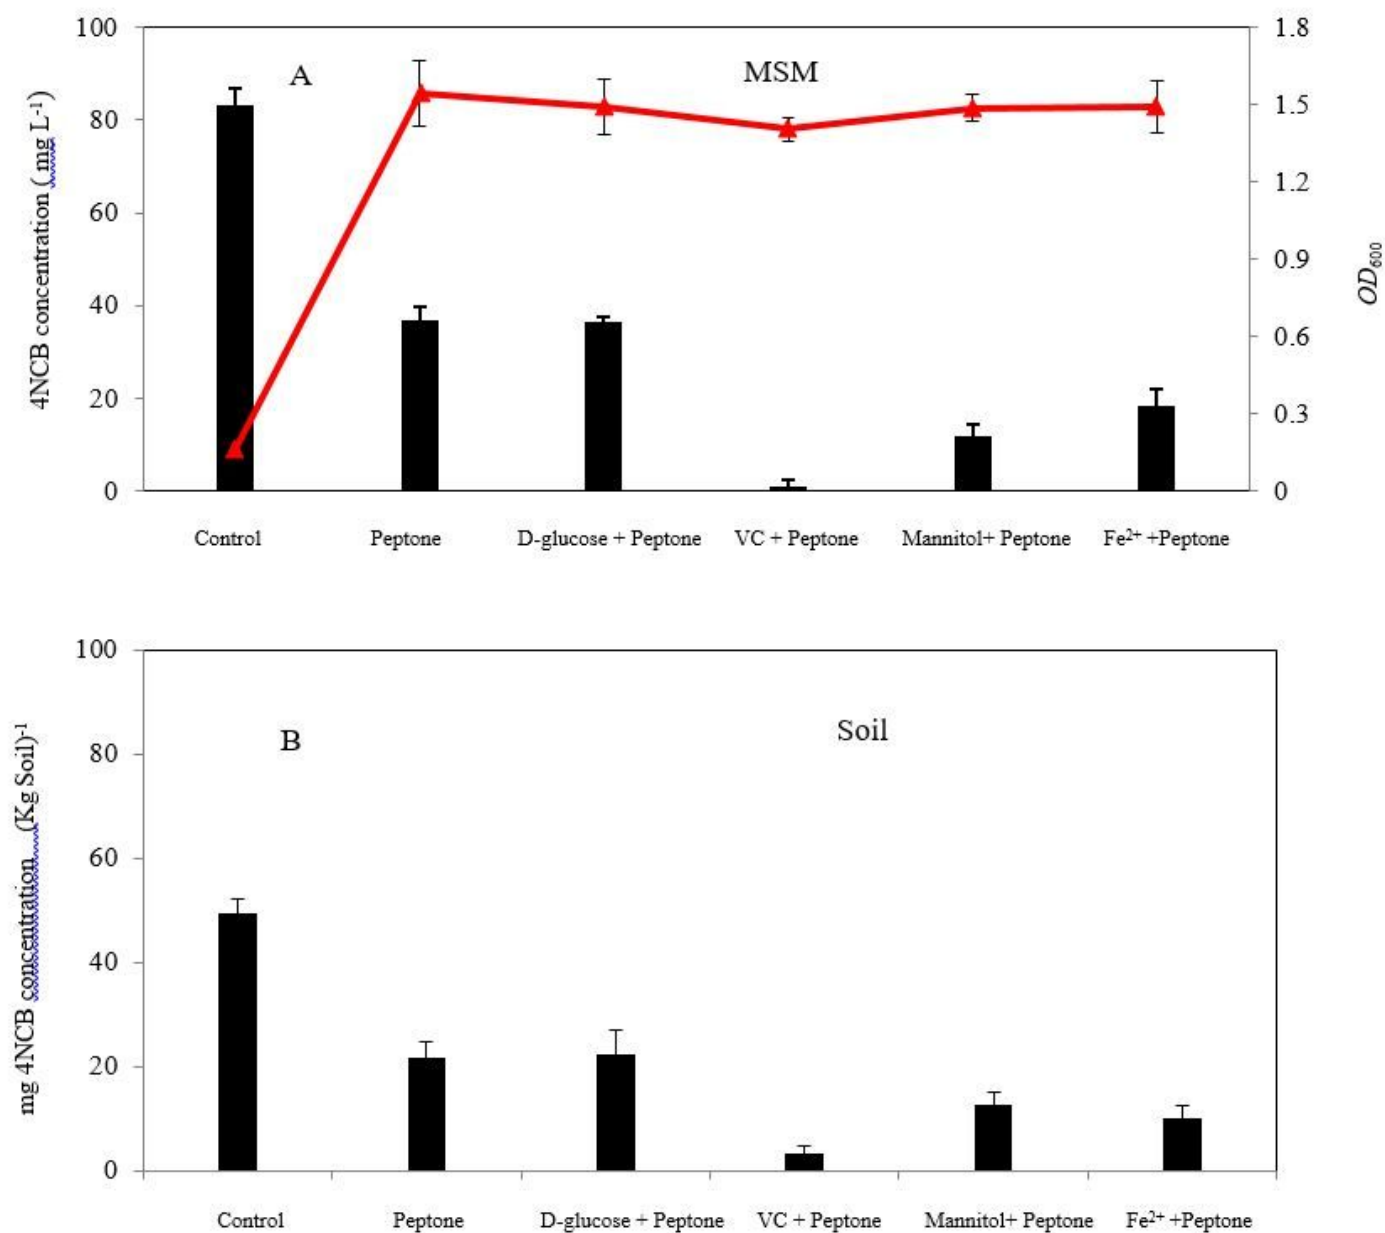 100
80
60
40
20
0
4NCB concentration ( mg L-1)
A
MSM
1.8
1.5
1.2
0.9
0.6
0.3
0
OD600
Control
Peptone
D-glucose + Peptone
VC + Peptone
Mannitol+ Peptone
Fe2+ +Peptone
100
80
60
40
20
0
mg 4NCB concentration (Kg Soil)-1
B
Soil
Control
Peptone
D-glucose + Peptone
VC + Peptone
Mannitol+ Peptone
Fe2+ +Peptone